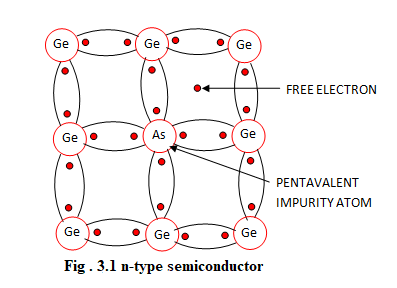 Ge Ge Ge
FREE ELECTRON
Ge As Ge
PENTAVALENT
IMPURITY ATOM
Ge Ge Ge
Fig . 3.1 n-type semiconductor